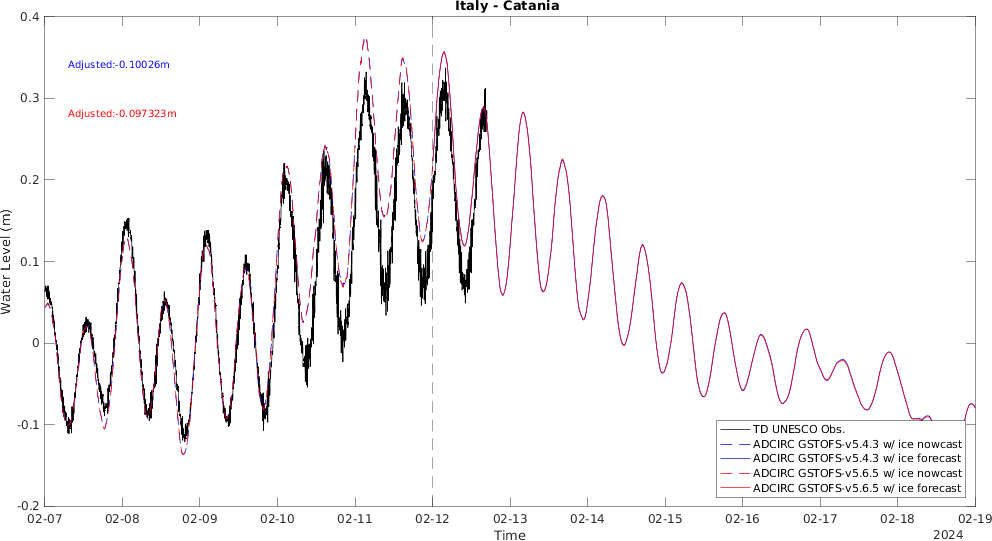 Italy - Catania
0.4
0.3
0.2
0.1
0
-0.1
-0.2
Water Level (m)
Adjusted:-0.10026m
Adjusted:-0.097323m
TD UNESCO Obs.
ADCIRC GSTOFS-v5.4.3 w/ ice nowcast
ADCIRC GSTOFS-v5.4.3 w/ ice forecast
ADCIRC GSTOFS-v5.6.5 w/ ice nowcast
ADCIRC GSTOFS-v5.6.5 w/ ice forecast
02-07 02-08 02-09 02-10 02-11 02-12 02-13 02-14 02-15 02-16 02-17 02-18 02-19
Time
2024